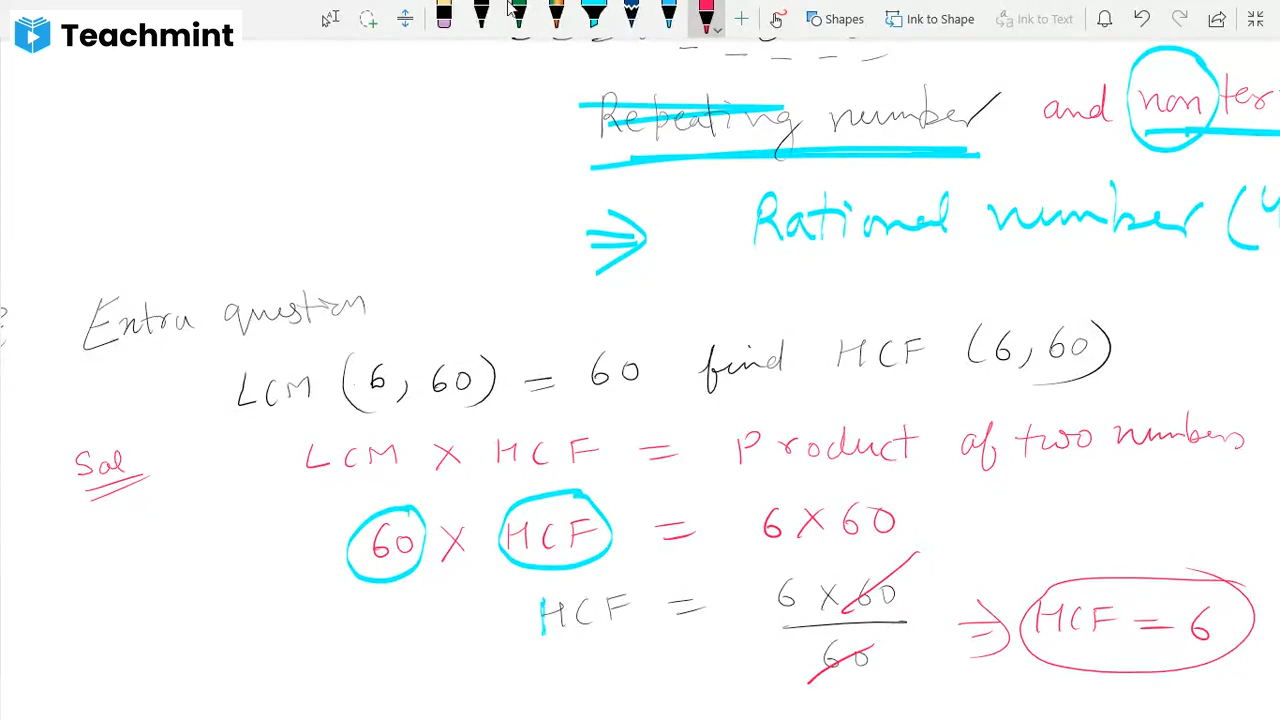 Shapes Ink to Shape Ink to Text
Teachmint
Repeating number and non ter
⇒ Rational number (
Extra question
LCM (6, 60) = 60 find HCF (6, 60)
Sol LCM × HCF = Product of two numbers
60 × HCF = 6 × 60
HCF = 6 × 60 / 60 ⇒ HCF = 6